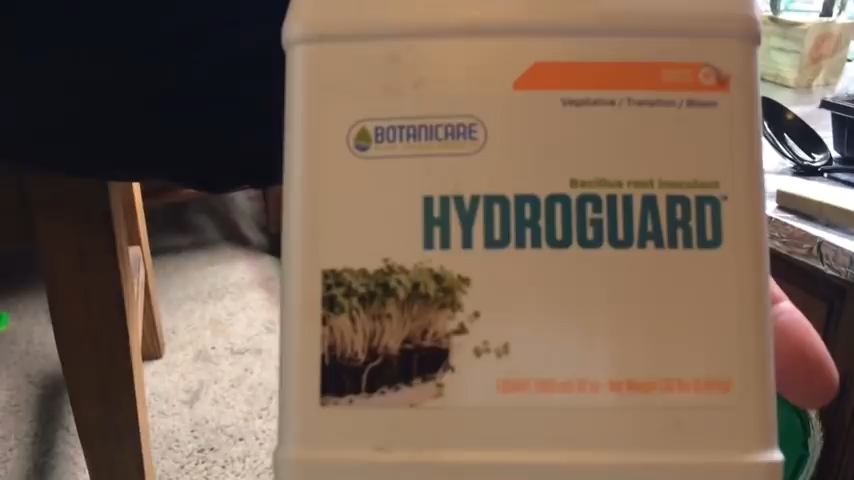 Vegetative / Transition / Bloom
BOTANICARE
Bacillus root inoculant
HYDROGUARD